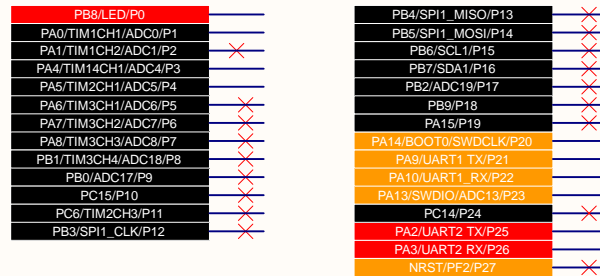 PB8/LED/P0
PA0/TIM1CH1/ADC0/P1
PA1/TIM1CH2/ADC1/P2
PA4/TIM14CH1/ADC4/P3
PA5/TIM2CH1/ADC5/P4
PA6/TIM3CH1/ADC6/P5
PA7/TIM3CH2/ADC7/P6
PA8/TIM3CH3/ADC8/P7
PB1/TIM3CH4/ADC18/P8
PB0/ADC17/P9
PC15/P10
PC6/TIM2CH3/P11
PB3/SPI1_CLK/P12
PB4/SPI1_MISO/P13
PB5/SPI1_MOSI/P14
PB6/SCL1/P15
PB7/SDA1/P16
PB2/ADC19/P17
PB9/P18
PA15/P19
PA14/BOOT0/SWDCLK/P20
PA9/UART1 TX/P21
PA10/UART1_RX/P22
PA13/SWDIO/ADC13/P23
PC14/P24
PA2/UART2 TX/P25
PA3/UART2 RX/P26
NRST/PF2/P27